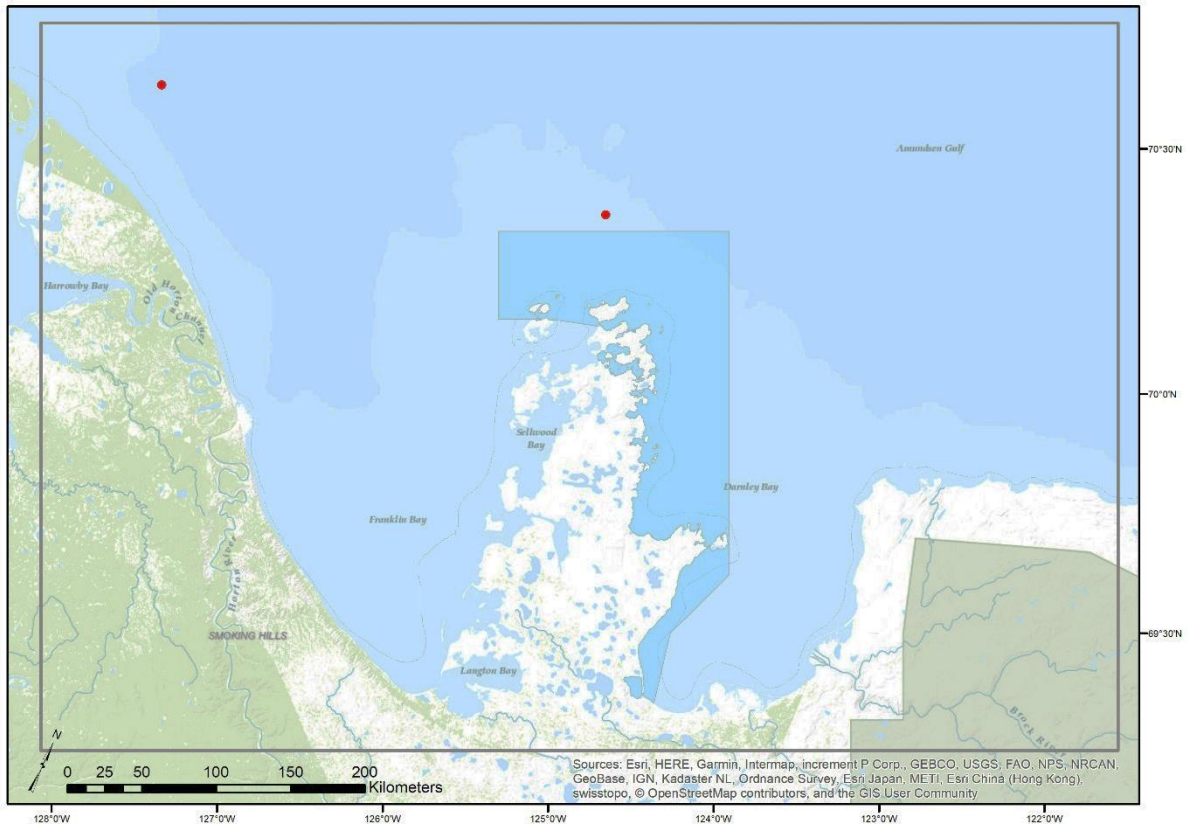 Amundsen Gulf
70°30'N
Harrowby Bay
Old Horton Channel
70°0'N
Sellwood
Bay
Darnley Bay
Franklin Bay
Horton River
SMOKING HILLS
69°30'N
Langton Bay
Brock River
N
0 25 50 100 150 200
Kilometers
Sources: Esri, HERE, Garmin, Intermap, increment P Corp., GEBCO, USGS, FAO, NPS, NRCAN,
GeoBase, IGN, Kadaster NL, Ordnance Survey, Esri Japan, METI, Esri China (Hong Kong),
swisstopo, © OpenStreetMap contributors, and the GIS User Community
128°0'W 127°0'W 126°0'W 125°0'W 124°0'W 123°0'W 122°0'W